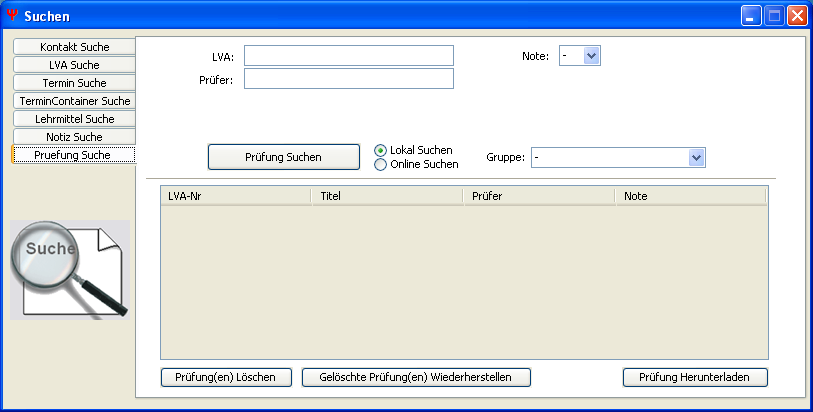 Suchen
Kontakt Suche
LVA Suche
Termin Suche
TerminContainer Suche
Lehrmittel Suche
Notiz Suche
Pruefung Suche
Suche
LVA:
Note: -
Prüfer:
Prüfung Suchen
Lokal Suchen
Online Suchen
Gruppe: -
LVA-Nr Titel Prüfer Note
Prüfung(en) Löschen Gelöschte Prüfung(en) Wiederherstellen Prüfung Herunterladen